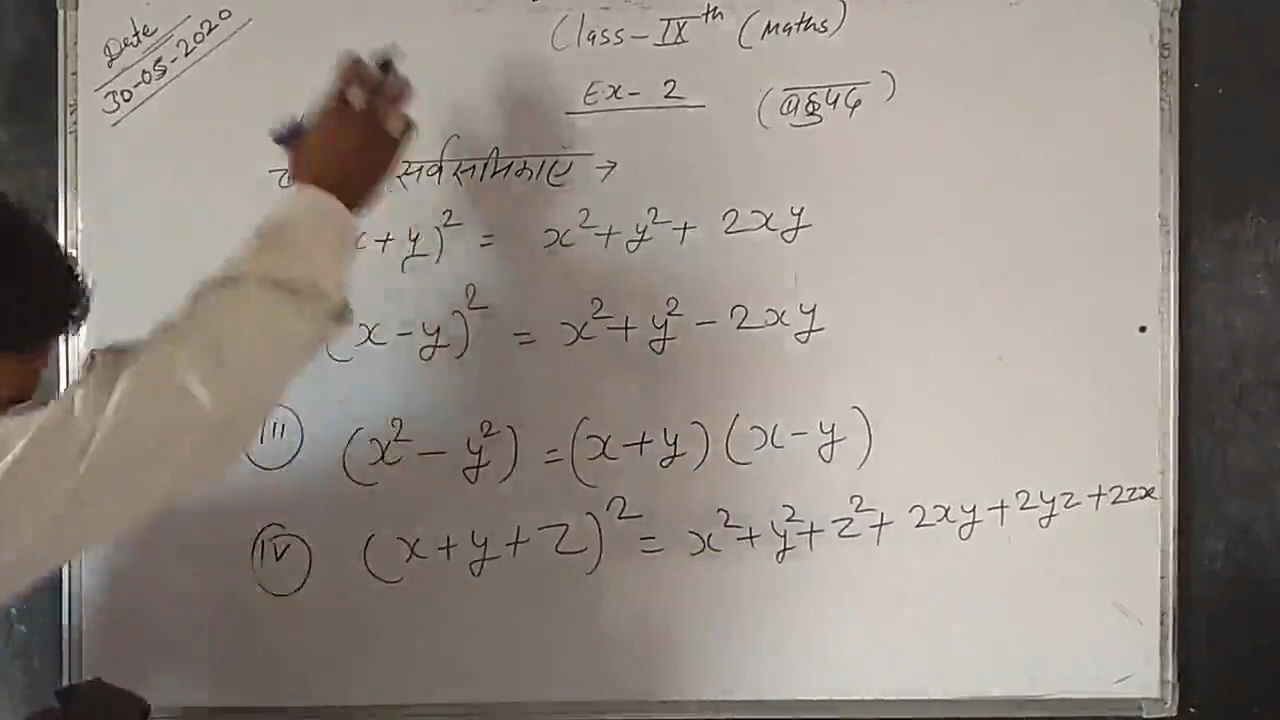 Date
30-05-2020
Class-IXth (Maths)
Ex-2 (बहुपद)
सर्वसमिकाएं →
+ y)² = x² + y² + 2xy
(x - y)² = x² + y² - 2xy
iii (x² - y²) = (x + y) (x - y)
iv (x + y + z)² = x² + y² + z² + 2xy + 2yz + 2zx